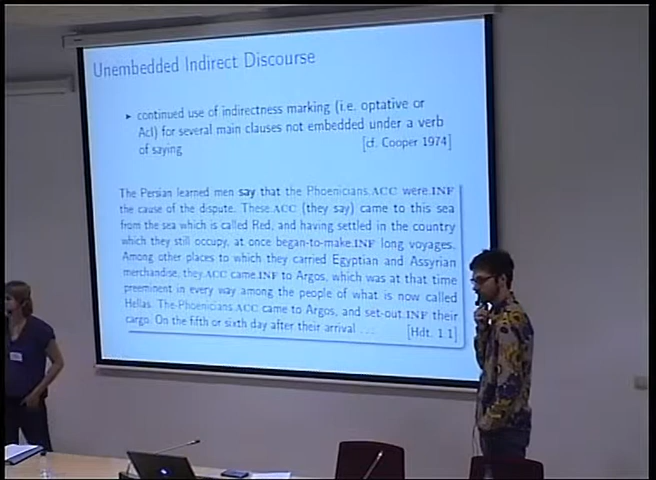 Unembedded Indirect Discourse
▸ continued use of indirectness marking (i.e. optative or
AcI) for several main clauses not embedded under a verb
of saying [cf. Cooper 1974]
The Persian learned men say that the Phoenicians.ACC were.INF
the cause of the dispute. These.ACC (they say) came to this sea
from the sea which is called Red, and having settled in the country
which they still occupy, at once began-to-make.INF long voyages.
Among other places to which they carried Egyptian and Assyrian
merchandise, they.ACC came.INF to Argos, which was at that time
preeminent in every way among the people of what is now called
Hellas. The-Phoenicians.ACC came to Argos, and set-out.INF their
cargo. On the fifth or sixth day after their arrival ... [Hdt. 1.1]